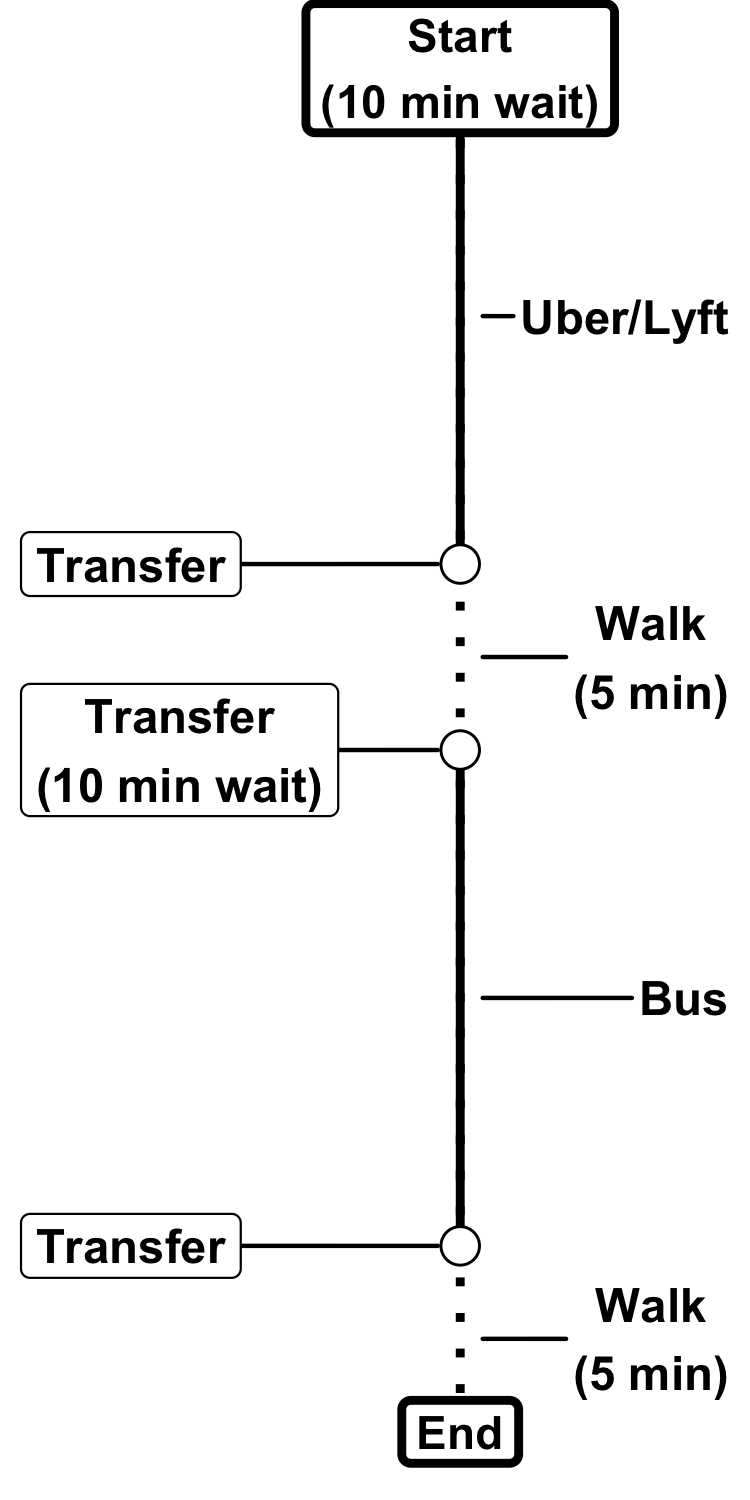 Start
(10 min wait)
Uber/Lyft
Transfer
Walk
(5 min)
Transfer
(10 min wait)
Bus
Transfer
Walk
(5 min)
End